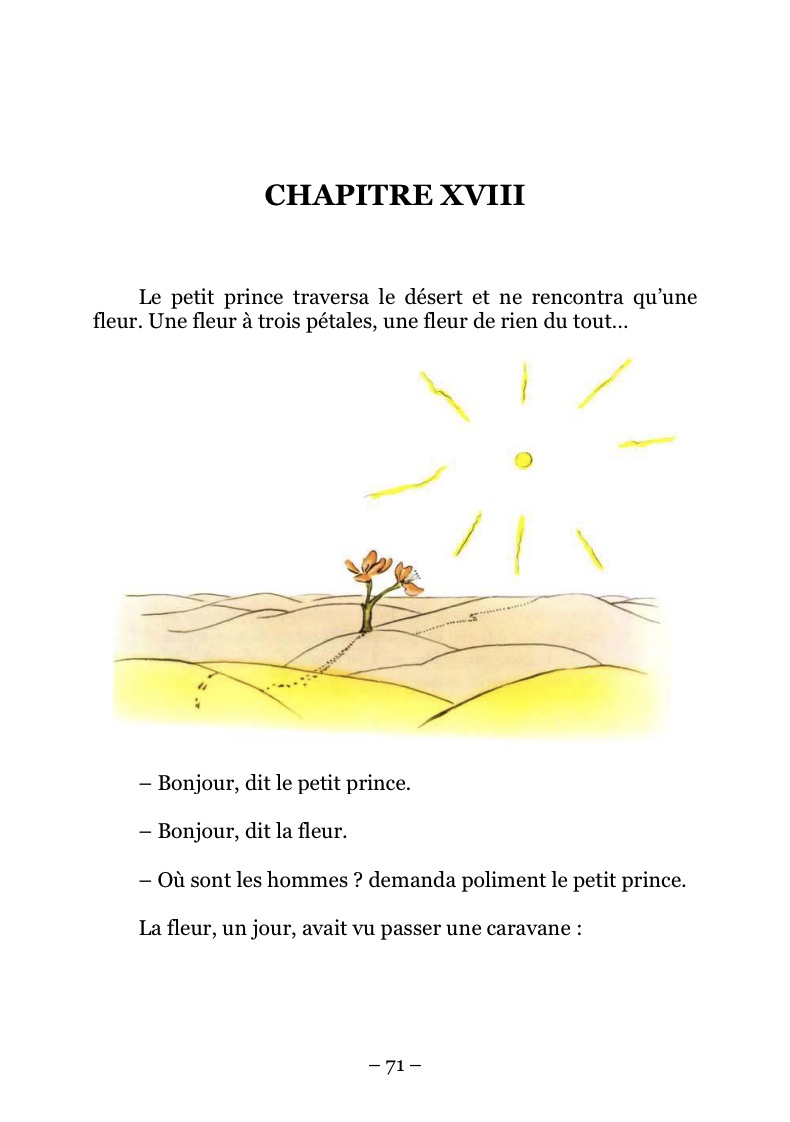 CHAPITRE XVIII
Le petit prince traversa le désert et ne rencontra qu’une
fleur. Une fleur à trois pétales, une fleur de rien du tout…
– Bonjour, dit le petit prince.
– Bonjour, dit la fleur.
– Où sont les hommes ? demanda poliment le petit prince.
La fleur, un jour, avait vu passer une caravane :
– 71 –